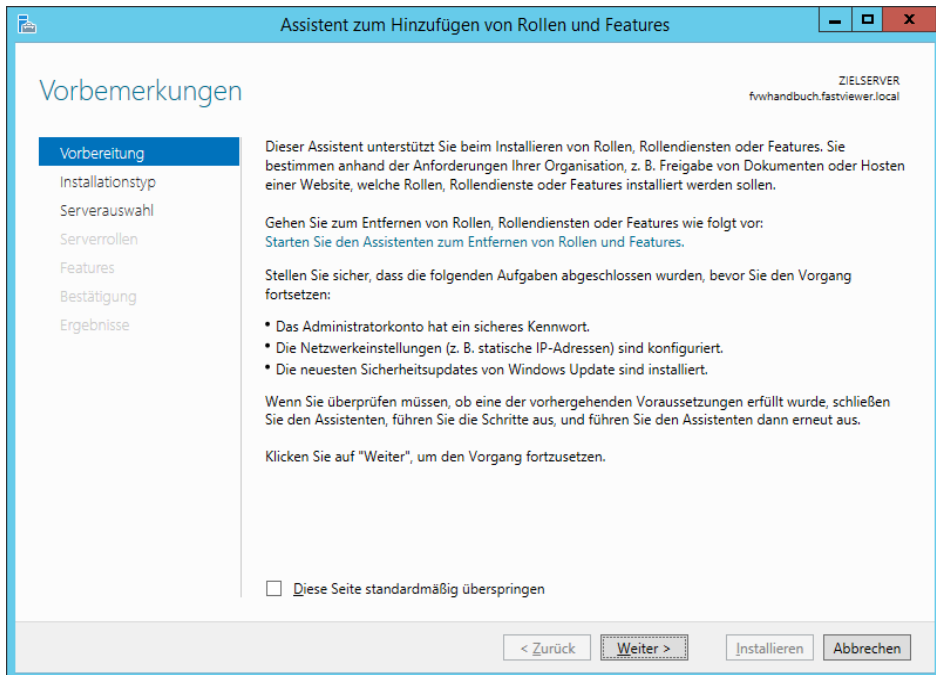 Assistent zum Hinzufügen von Rollen und Features
Vorbemerkungen
ZIELSERVER
fvwhandbuch.fastviewer.local
Vorbereitung
Installationstyp
Serverauswahl
Serverrollen
Features
Bestätigung
Ergebnisse
Dieser Assistent unterstützt Sie beim Installieren von Rollen, Rollendiensten oder Features. Sie
bestimmen anhand der Anforderungen Ihrer Organisation, z. B. Freigabe von Dokumenten oder Hosten
einer Website, welche Rollen, Rollendienste oder Features installiert werden sollen.
Gehen Sie zum Entfernen von Rollen, Rollendiensten oder Features wie folgt vor:
Starten Sie den Assistenten zum Entfernen von Rollen und Features.
Stellen Sie sicher, dass die folgenden Aufgaben abgeschlossen wurden, bevor Sie den Vorgang
fortsetzen:
• Das Administratorkonto hat ein sicheres Kennwort.
• Die Netzwerkeinstellungen (z. B. statische IP-Adressen) sind konfiguriert.
• Die neuesten Sicherheitsupdates von Windows Update sind installiert.
Wenn Sie überprüfen müssen, ob eine der vorhergehenden Voraussetzungen erfüllt wurde, schließen
Sie den Assistenten, führen Sie die Schritte aus, und führen Sie den Assistenten dann erneut aus.
Klicken Sie auf "Weiter", um den Vorgang fortzusetzen.
Diese Seite standardmäßig überspringen
< Zurück
Weiter >
Installieren
Abbrechen